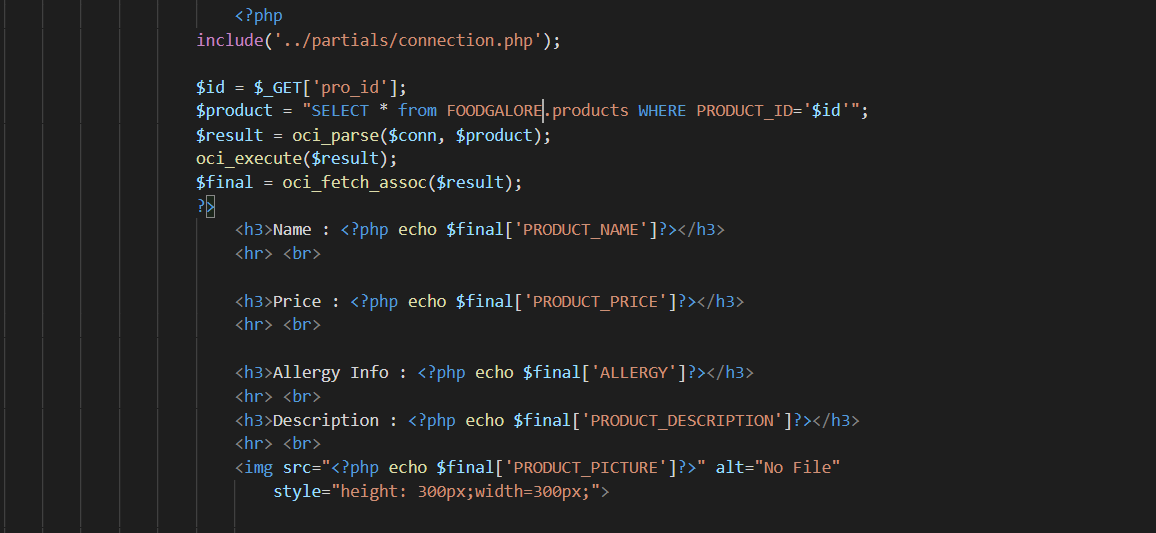 <?php
include('../partials/connection.php');
$id = $_GET['pro_id'];
$product = "SELECT * from FOODGALORE.products WHERE PRODUCT_ID='$id'";
$result = oci_parse($conn, $product);
oci_execute($result);
$final = oci_fetch_assoc($result);
?>
<h3>Name : <?php echo $final['PRODUCT_NAME']?></h3>
<hr> <br>
<h3>Price : <?php echo $final['PRODUCT_PRICE']?></h3>
<hr> <br>
<h3>Allergy Info : <?php echo $final['ALLERGY']?></h3>
<hr> <br>
<h3>Description : <?php echo $final['PRODUCT_DESCRIPTION']?></h3>
<hr> <br>
<img src="<?php echo $final['PRODUCT_PICTURE']?>" alt="No File"
style="height: 300px;width=300px;">